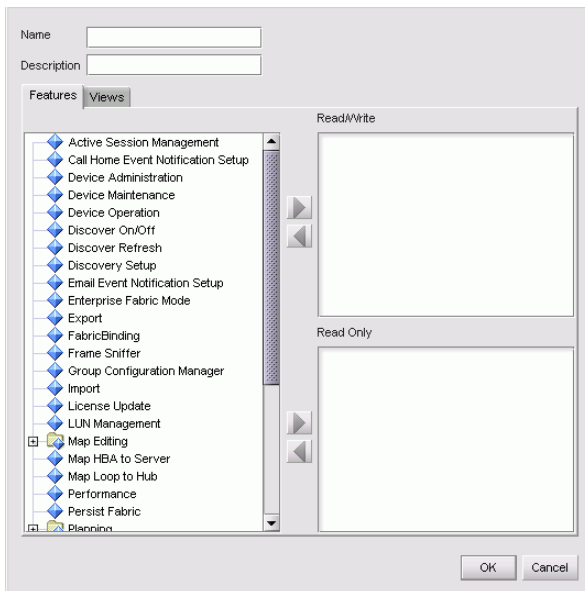 Name
Description
Features Views
Read/Write
Active Session Management
Call Home Event Notification Setup
Device Administration
Device Maintenance
Device Operation
Discover On/Off
Discover Refresh
Discovery Setup
Email Event Notification Setup
Enterprise Fabric Mode
Export
FabricBinding
Frame Sniffer
Group Configuration Manager
Import
License Update
LUN Management
Map Editing
Map HBA to Server
Map Loop to Hub
Performance
Persist Fabric
Planning
Read Only
OK Cancel